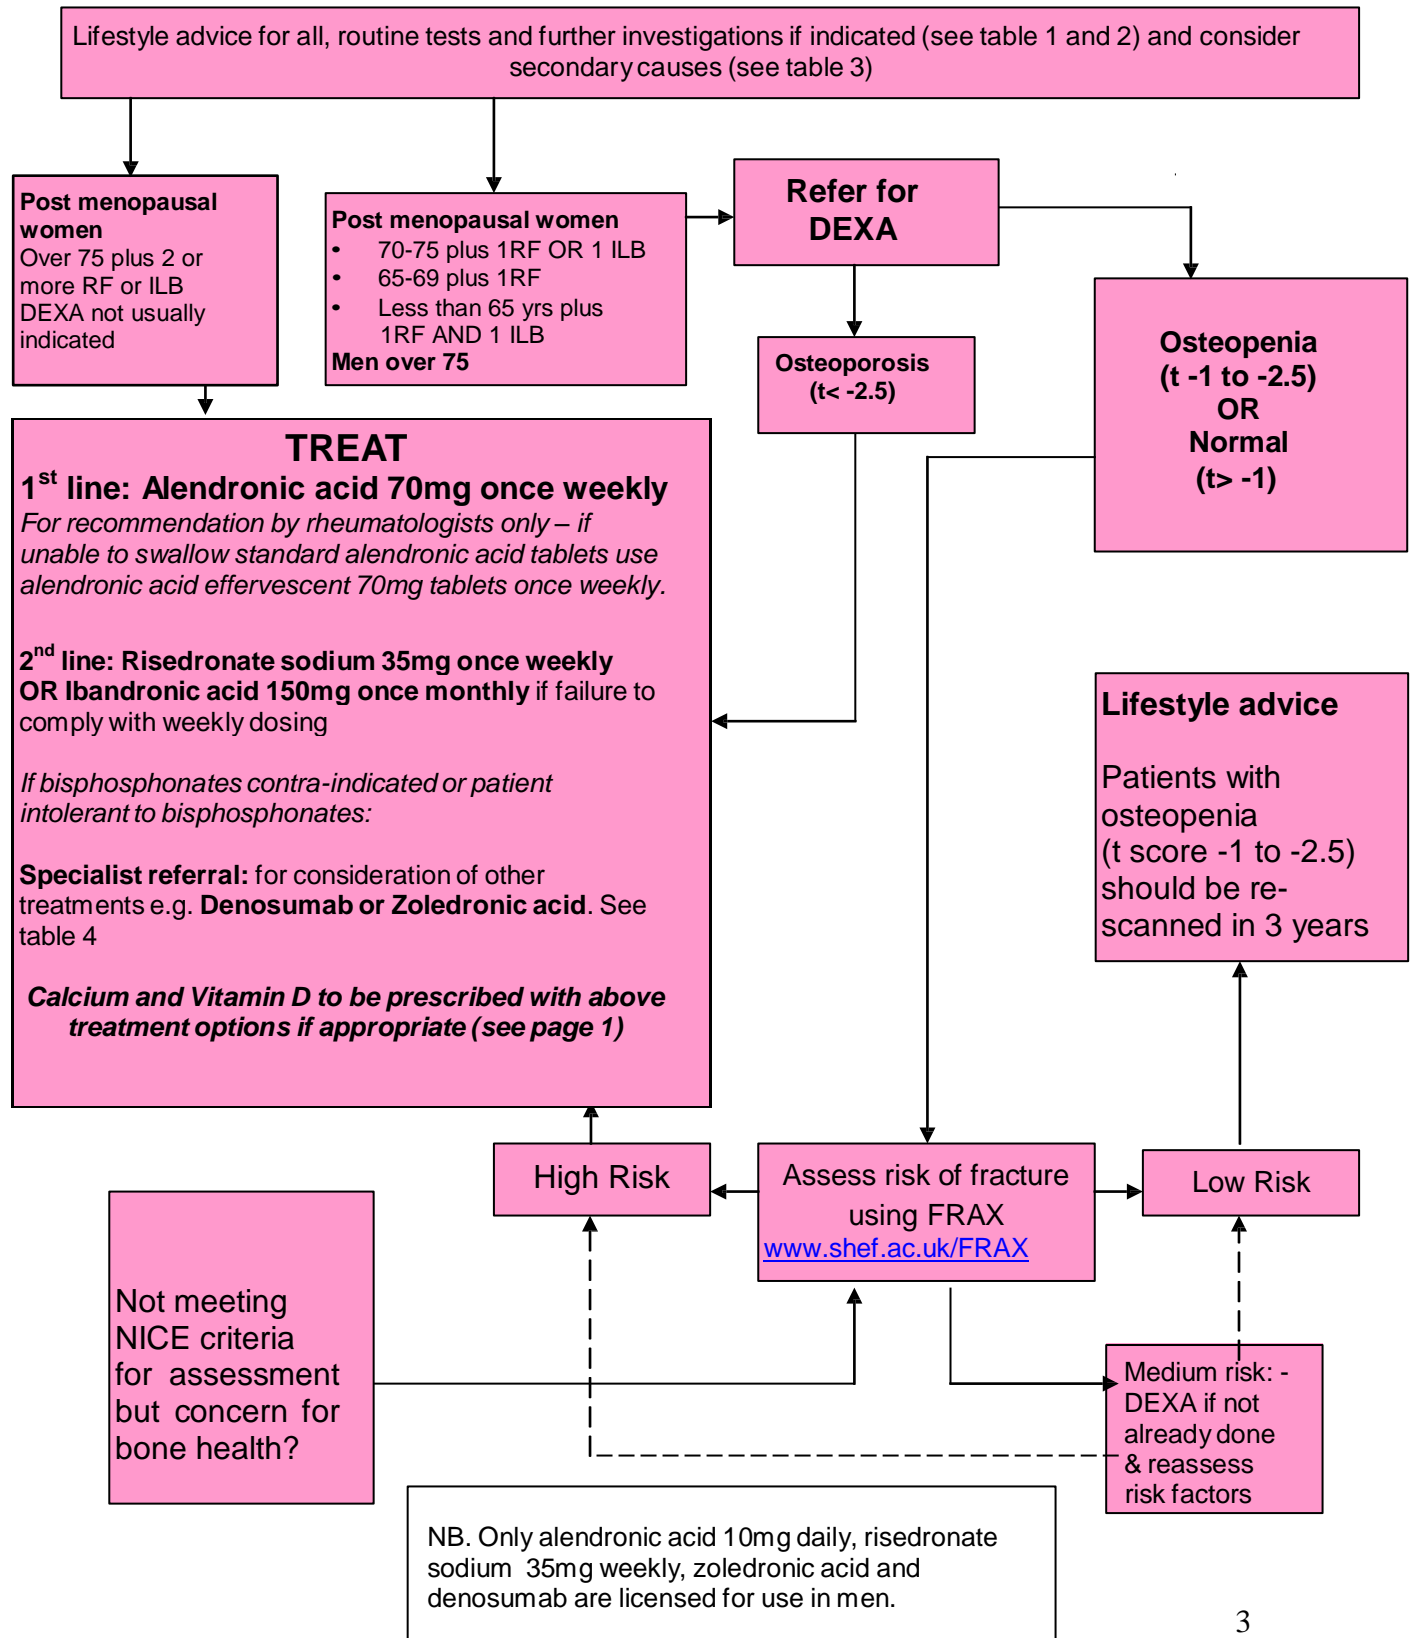 Lifestyle advice for all, routine tests and further investigations if indicated (see table 1 and 2) and consider
secondary causes (see table 3)
Post menopausal
women
Over 75 plus 2 or
more RF or ILB
DEXA not usually
indicated
Post menopausal women
• 70-75 plus 1RF OR 1 ILB
• 65-69 plus 1RF
• Less than 65 yrs plus
1RF AND 1 ILB
Men over 75
Refer for
DEXA
Osteoporosis
(t< -2.5)
Osteopenia
(t -1 to -2.5)
OR
Normal
(t> -1)
TREAT
1st line: Alendronic acid 70mg once weekly
For recommendation by rheumatologists only – if
unable to swallow standard alendronic acid tablets use
alendronic acid effervescent 70mg tablets once weekly.
2nd line: Risedronate sodium 35mg once weekly
OR Ibandronic acid 150mg once monthly if failure to
comply with weekly dosing
If bisphosphonates contra-indicated or patient
intolerant to bisphosphonates:
Specialist referral: for consideration of other
treatments e.g. Denosumab or Zoledronic acid. See
table 4
Calcium and Vitamin D to be prescribed with above
treatment options if appropriate (see page 1)
Lifestyle advice
Patients with
osteopenia
(t score -1 to -2.5)
should be re-
scanned in 3 years
High Risk
Assess risk of fracture
using FRAX
www.shef.ac.uk/FRAX
Low Risk
Not meeting
NICE criteria
for assessment
but concern for
bone health?
Medium risk: -
DEXA if not
already done
& reassess
risk factors
NB. Only alendronic acid 10mg daily, risedronate
sodium 35mg weekly, zoledronic acid and
denosumab are licensed for use in men.
3